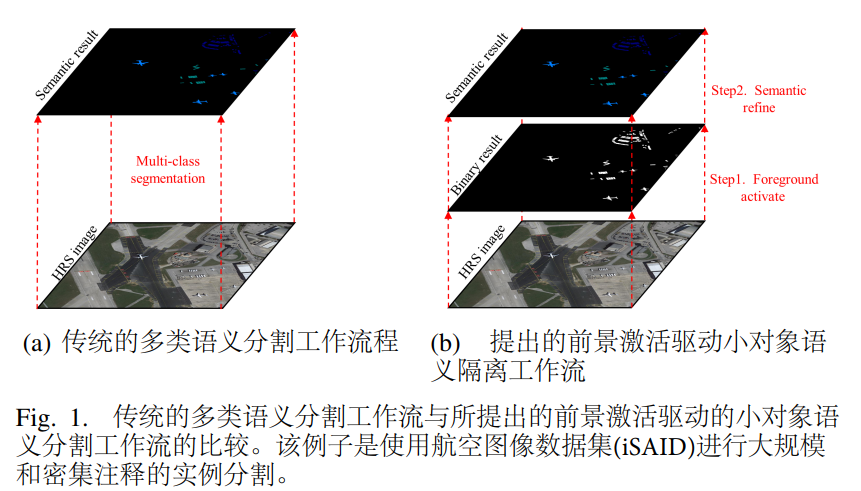 Semantic result
Multi-class
segmentation
HRS image
Semantic result
Step2. Semantic
refine
Binary result
Step1. Foreground
activate
HRS image
(a) 传统的多类语义分割工作流程
(b) 提出的前景激活驱动小对象语
义隔离工作流
Fig. 1. 传统的多类语义分割工作流与所提出的前景激活驱动的小对象语
义分割工作流的比较。该例子是使用航空图像数据集(iSAID)进行大规模
和密集注释的实例分割。